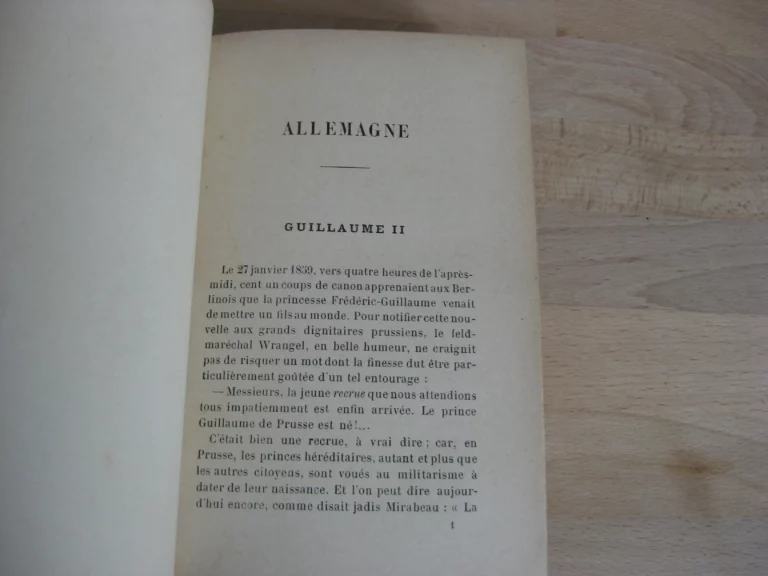 ALLEMAGNE
GUILLAUME II
Le 27 janvier 1859, vers quatre heures de l'après-
midi, cent un coups de canon apprenaient aux Ber-
linois que la princesse Frédéric-Guillaume venait
de mettre un fils au monde. Pour notifier cette nou-
velle aux grands dignitaires prussiens, le feld-
maréchal Wrangel, en belle humeur, ne craignit
pas de risquer un mot dont la finesse dut être par-
ticulièrement goûtée d'un tel entourage :
— Messieurs, la jeune recrue que nous attendions
tous impatiemment est enfin arrivée. Le prince
Guillaume de Prusse est né!...
C'était bien une recrue, à vrai dire; car, en
Prusse, les princes héréditaires, autant et plus que
les autres citoyens, sont voués au militarisme à
dater de leur naissance. Et l'on peut dire aujour-
d'hui encore, comme disait jadis Mirabeau : « La
1